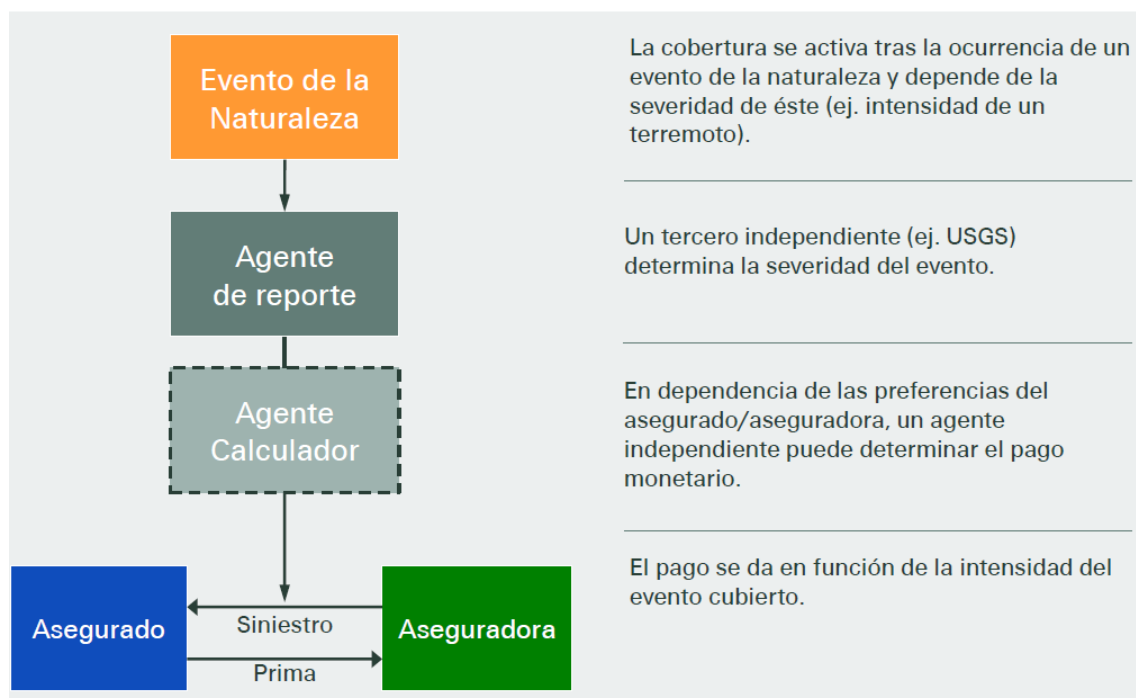 Evento de la
Naturaleza
La cobertura se activa tras la ocurrencia de un
evento de la naturaleza y depende de la
severidad de éste (ej. intensidad de un
terremoto).
Agente
de reporte
Un tercero independiente (ej. USGS)
determina la severidad del evento.
Agente
Calculador
En dependencia de las preferencias del
asegurado/aseguradora, un agente
independiente puede determinar el pago
monetario.
Asegurado
Siniestro
Prima
Aseguradora
El pago se da en función de la intensidad del
evento cubierto.